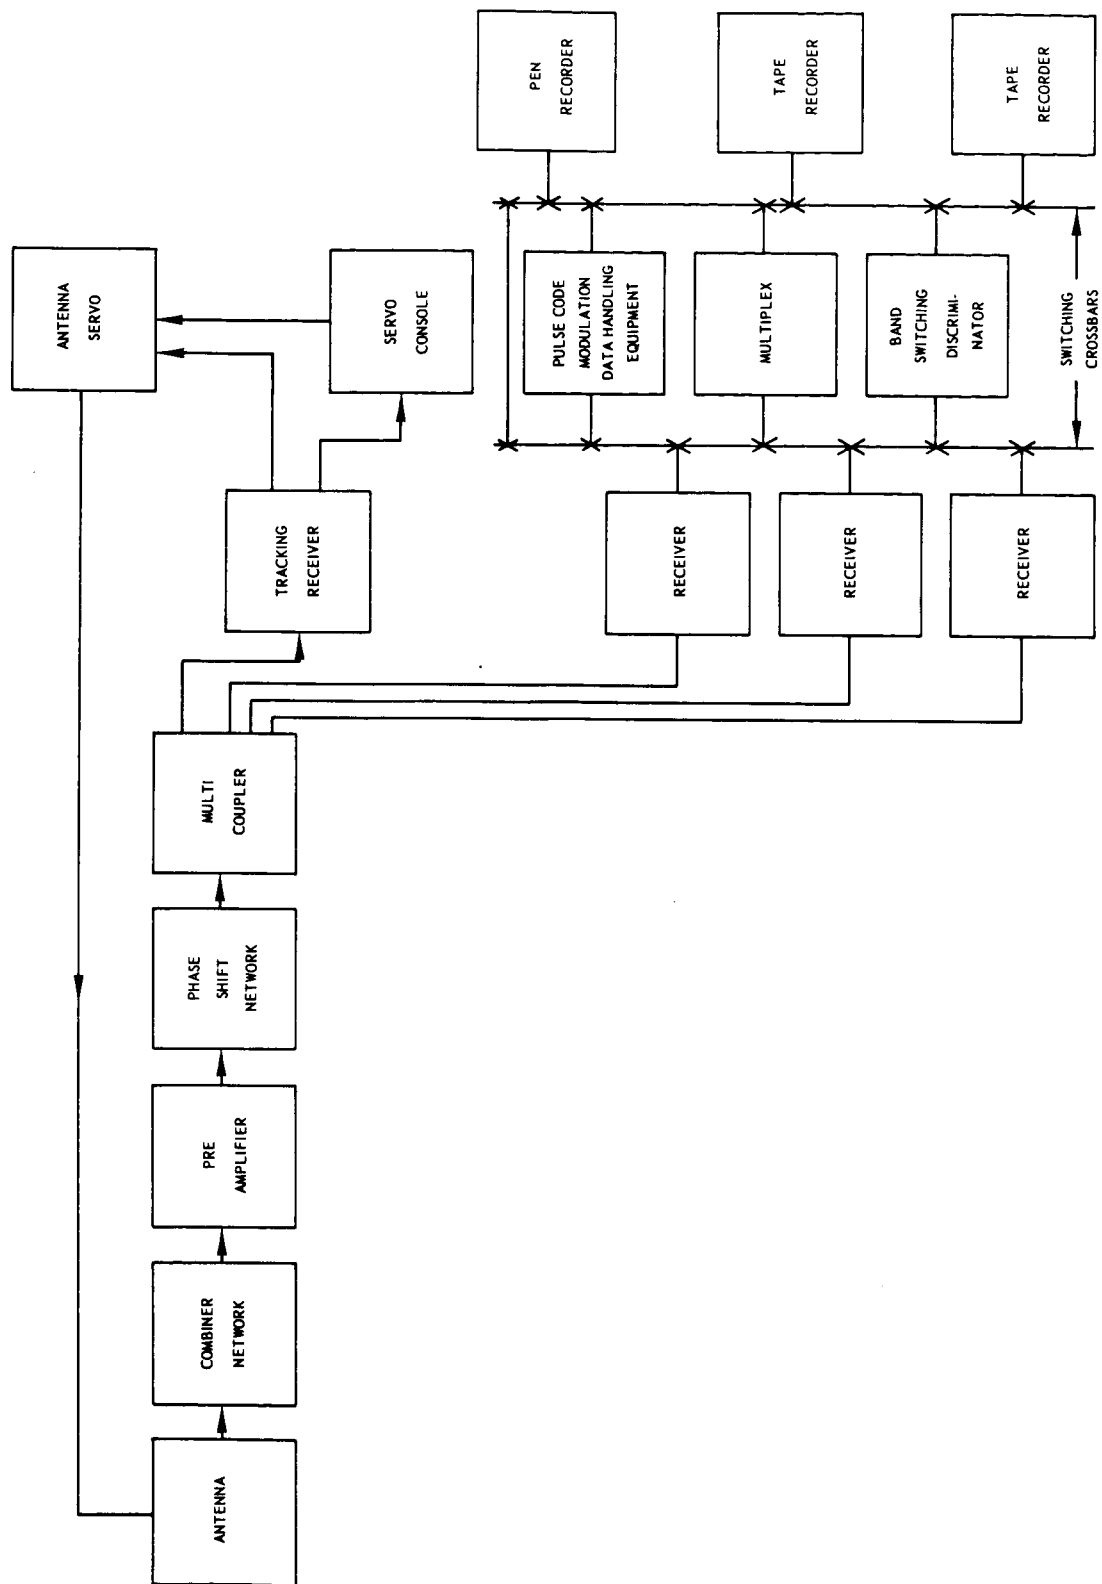 ANTENNA
SERVO
SERVO
CONSOLE
TRACKING
RECEIVER
MULTI
COUPLER
PHASE
SHIFT
NETWORK
PRE
AMPLIFIER
COMBINER
NETWORK
ANTENNA
PEN
RECORDER
TAPE
RECORDER
TAPE
RECORDER
PULSE CODE
MODULATION
DATA HANDLING
EQUIPMENT
MULTIPLEX
BAND
SWITCHING
DISCRIMI-
NATOR
SWITCHING
CROSSBARS
RECEIVER
RECEIVER
RECEIVER